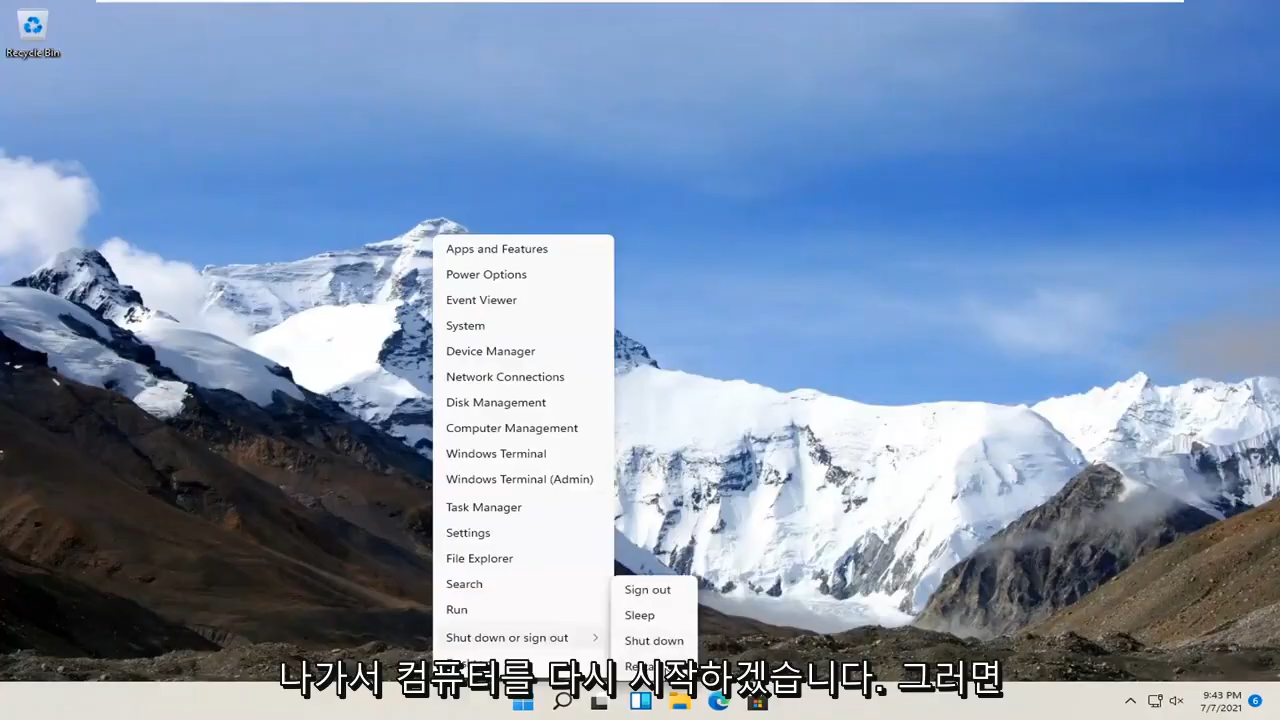 Recycle Bin
Apps and Features
Power Options
Event Viewer
System
Device Manager
Network Connections
Disk Management
Computer Management
Windows Terminal
Windows Terminal (Admin)
Task Manager
Settings
File Explorer
Search
Run
Shut down or sign out
Sign out
Sleep
Shut down
나가서 컴퓨터를 다시 시작하겠습니다. 그러면
9:43 PM
7/7/2021
6